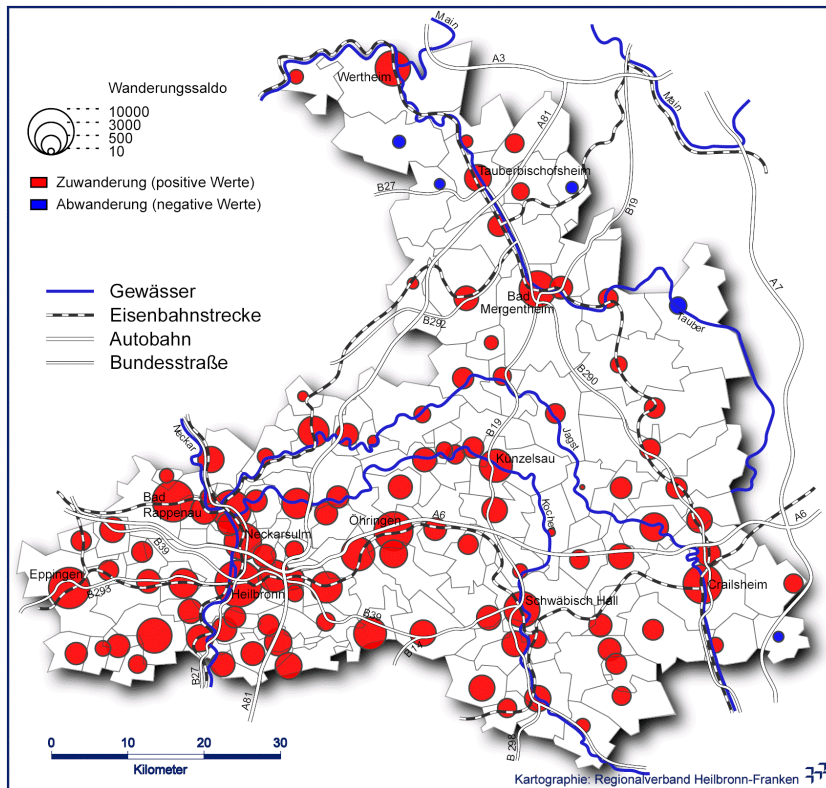 Wanderungssaldo
10000
3000
500
10
Zuwanderung (positive Werte)
Abwanderung (negative Werte)
Gewässer
Eisenbahnstrecke
Autobahn
Bundesstraße
Main
A3
Wertheim
Main
A81
Tauberbischofsheim
B27
B19
A7
Bad
Mergentheim
Tauber
B292
B290
B19
Jagst
Neckar
Künzelsau
Bad
Rappenau
Kocher
Öhringen
A6
A6
Neckarsulm
B39
Eppingen
B293
Heilbronn
Crailsheim
Schwäbisch Hall
B39
B27
A81
B298
0
10
20
30
Kilometer
Kartographie: Regionalverband Heilbronn-Franken